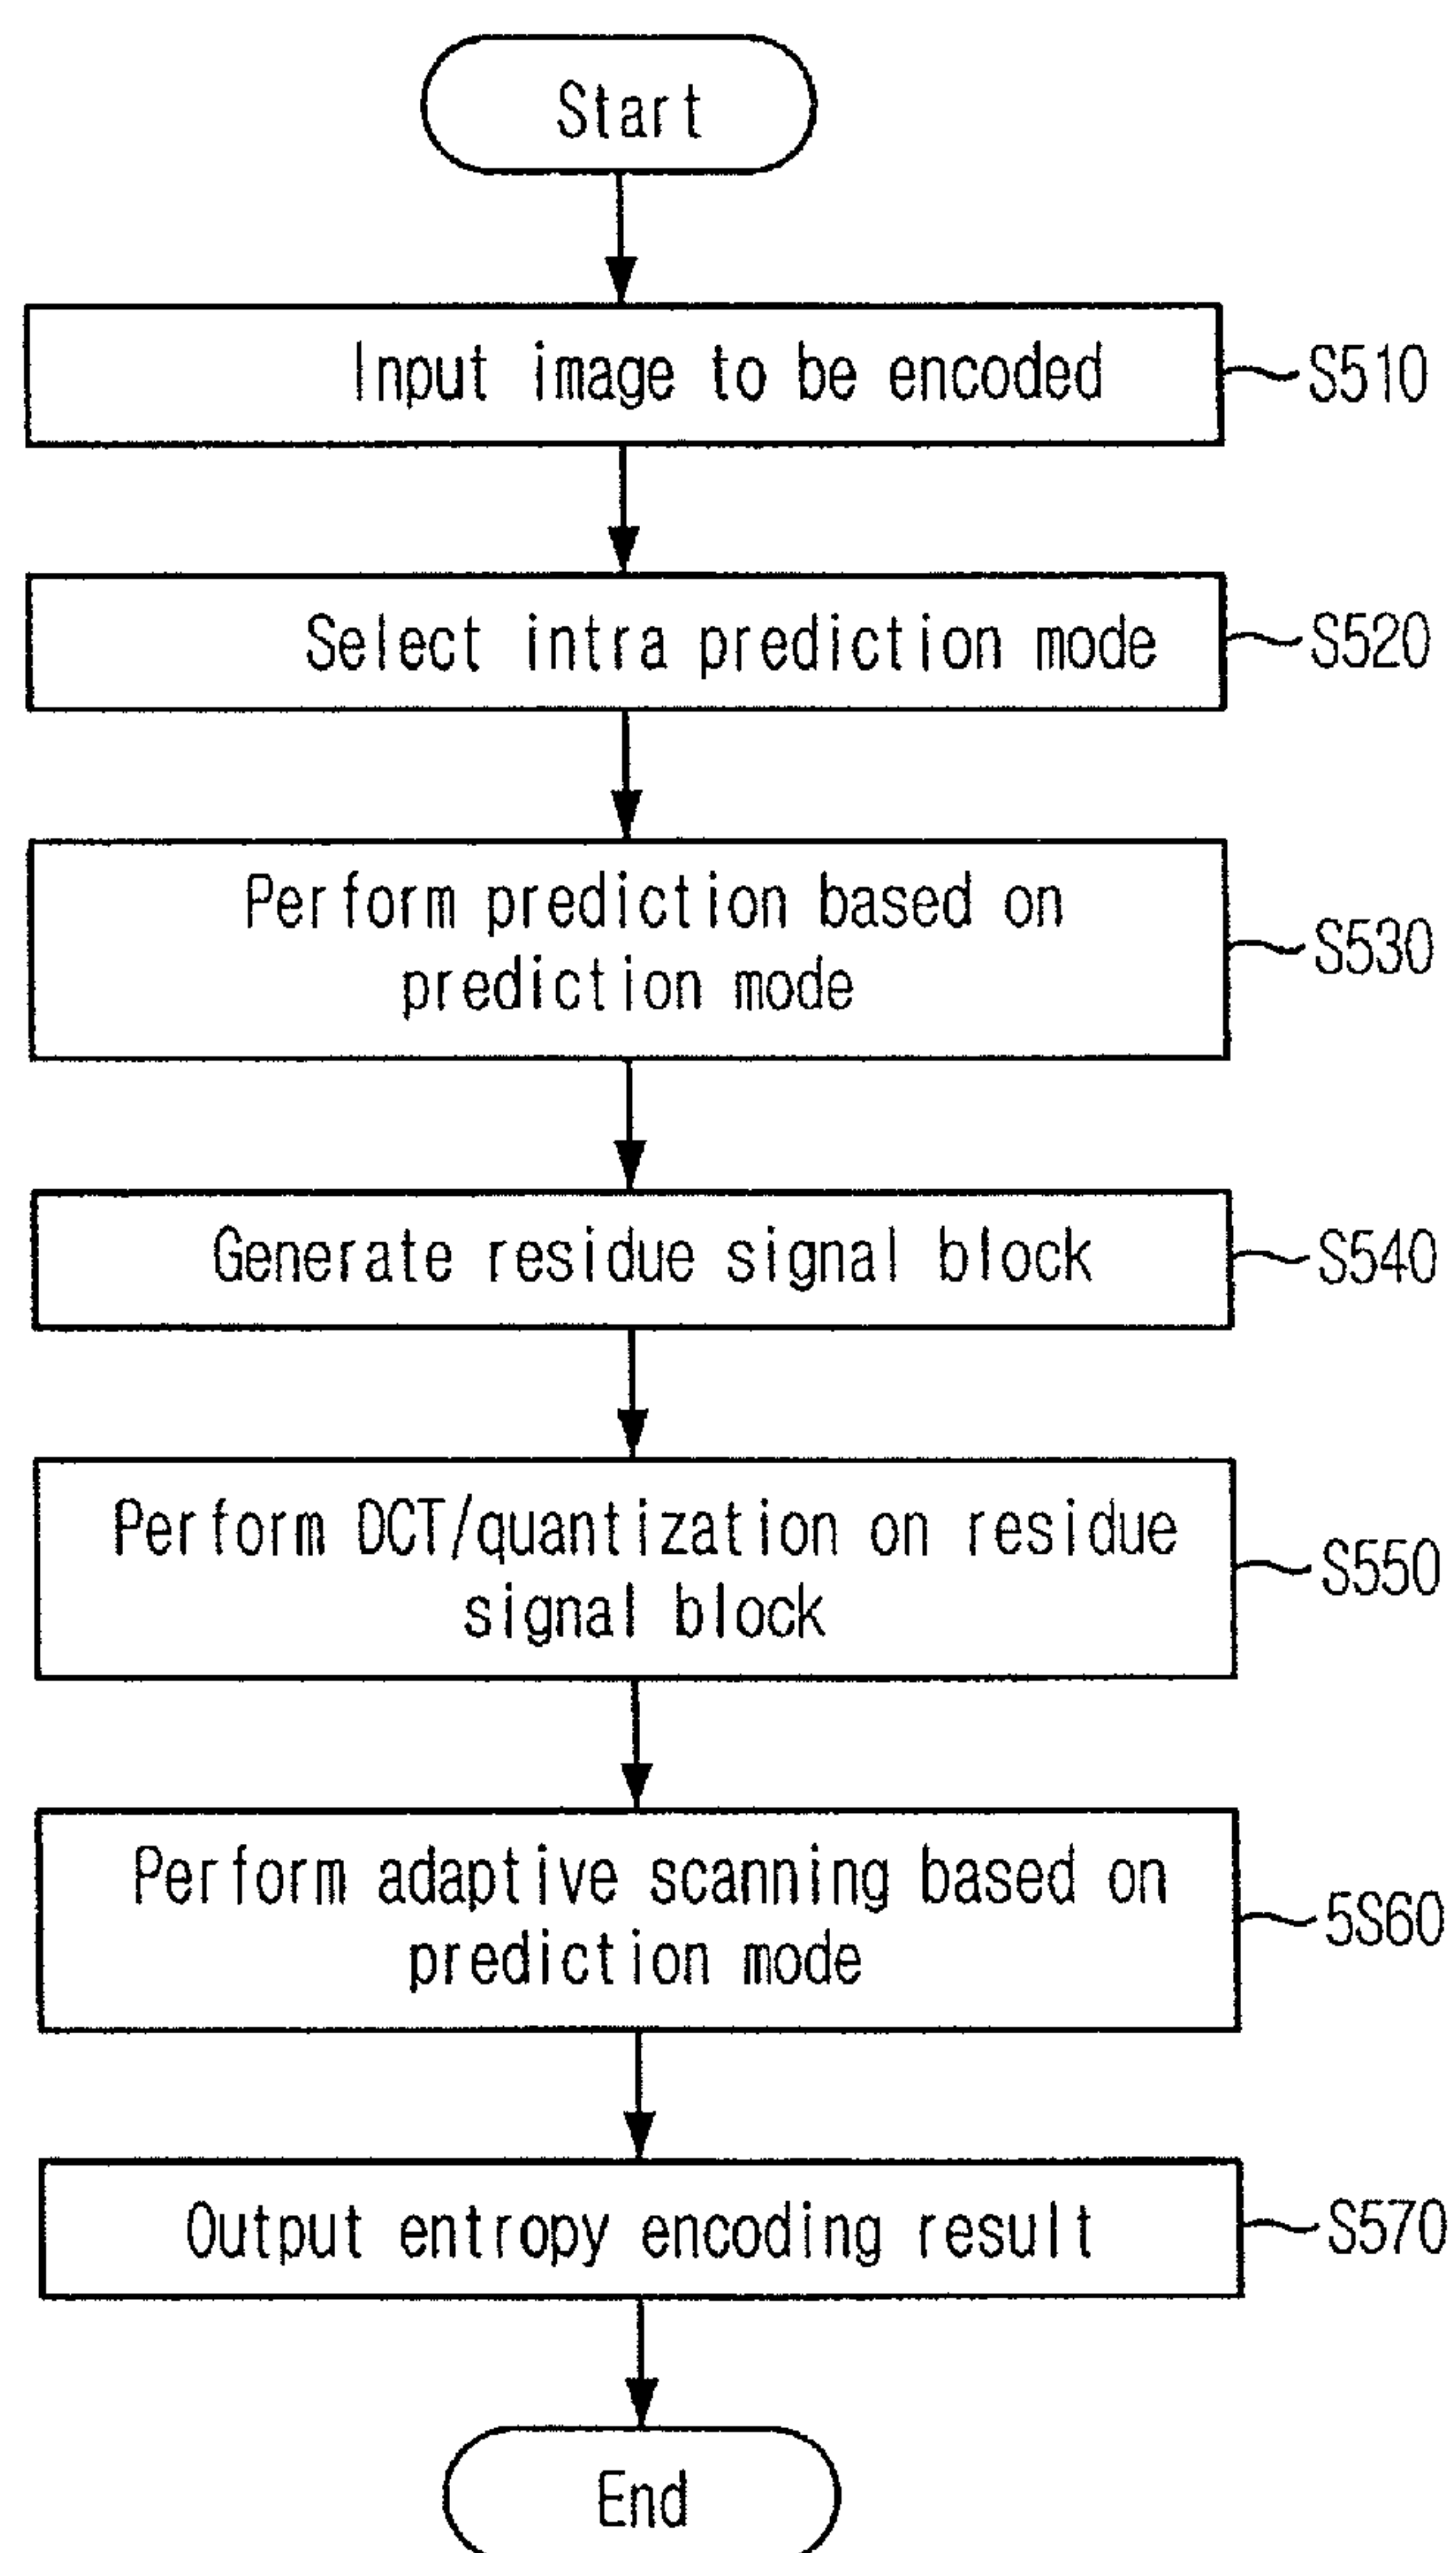 Start
Input image to be encoded
S510
Select intra prediction mode
S520
Perform prediction based on
prediction mode
S530
Generate residue signal block
S540
Perform DCT/quantization on residue
signal block
S550
Perform adaptive scanning based on
prediction mode
5S60
Output entropy encoding result
S570
End